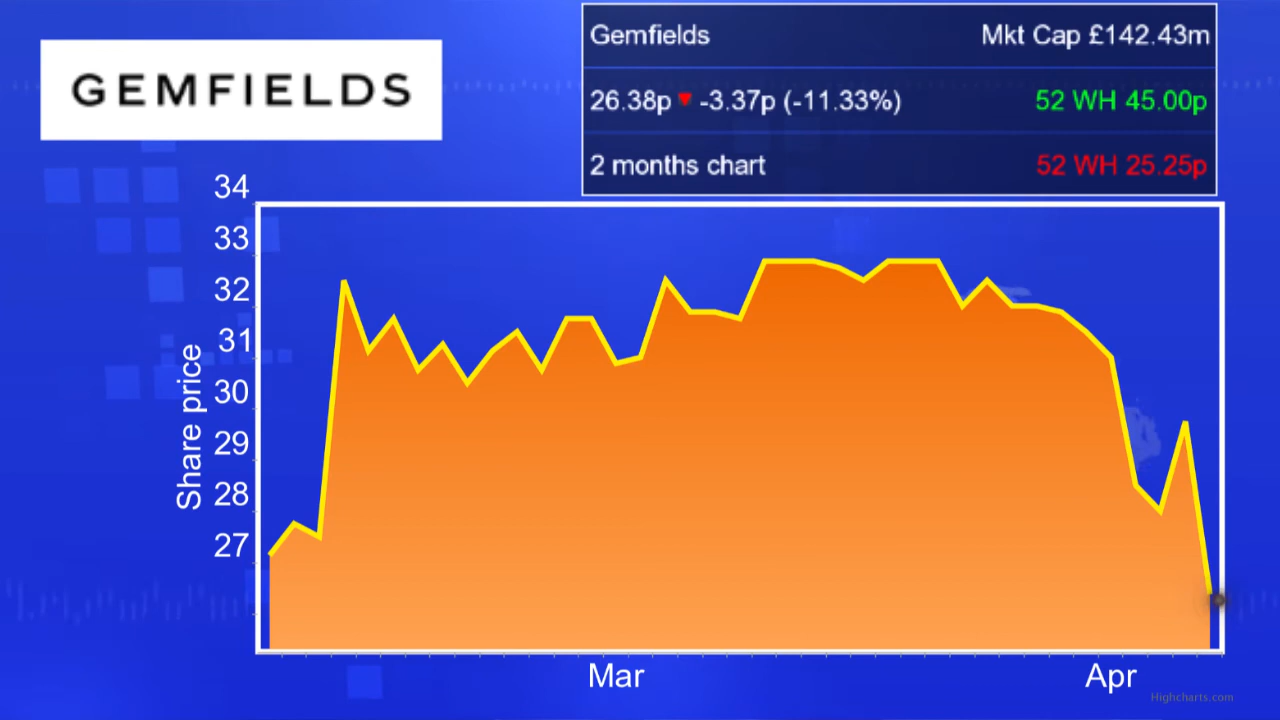 GEMFIELDS
Gemfields Mkt Cap £142.43m
26.38p ▼ -3.37p (-11.33%) 52 WH 45.00p
2 months chart 52 WH 25.25p
34
33
32
31
30
29
28
27
Share price
Mar Apr
Highcharts.com